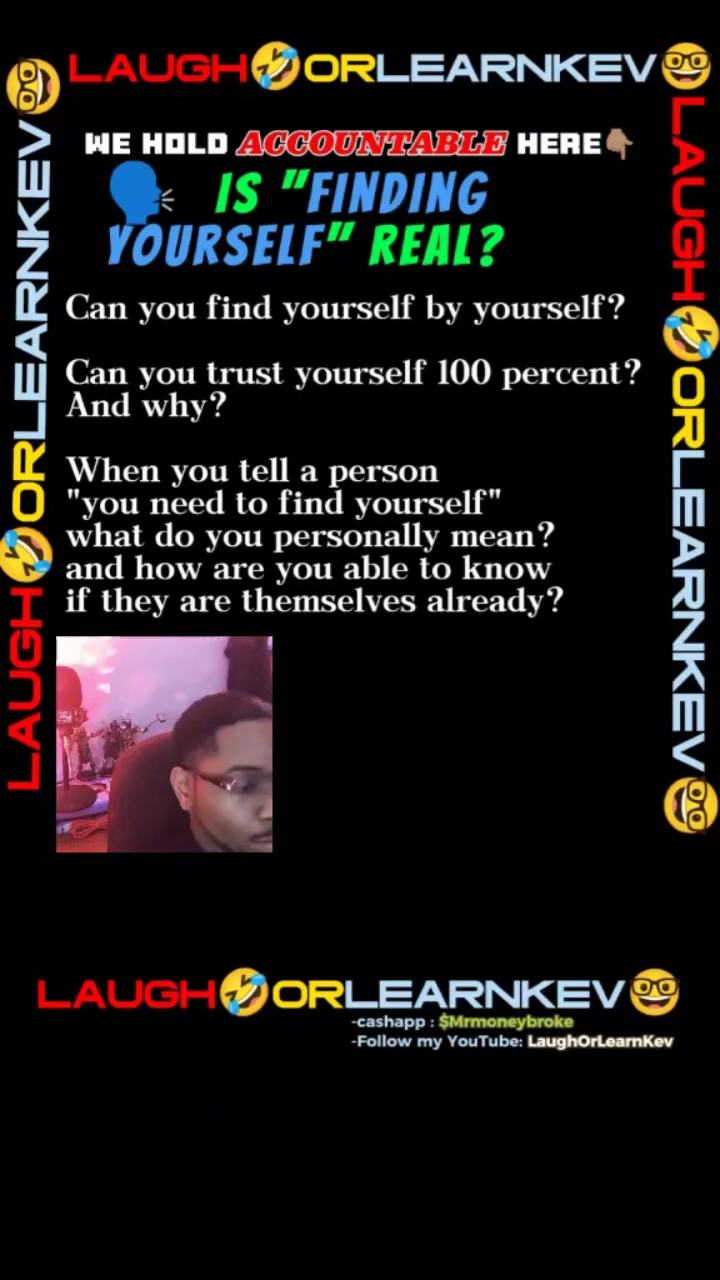 LAUGH🤣ORLEARNKEV🤓
WE HOLD ACCOUNTABLE HERE👇🏽
🗣 IS "FINDING
YOURSELF" REAL?
Can you find yourself by yourself?
Can you trust yourself 100 percent?
And why?
When you tell a person
"you need to find yourself"
what do you personally mean?
and how are you able to know
if they are themselves already?
LAUGH🤣ORLEARNKEV🤓
LAUGH🤣ORLEARNKEV🤓
LAUGH🤣ORLEARNKEV🤓
-cashapp : $Mrmoneybroke
-Follow my YouTube: LaughOrLearnKev